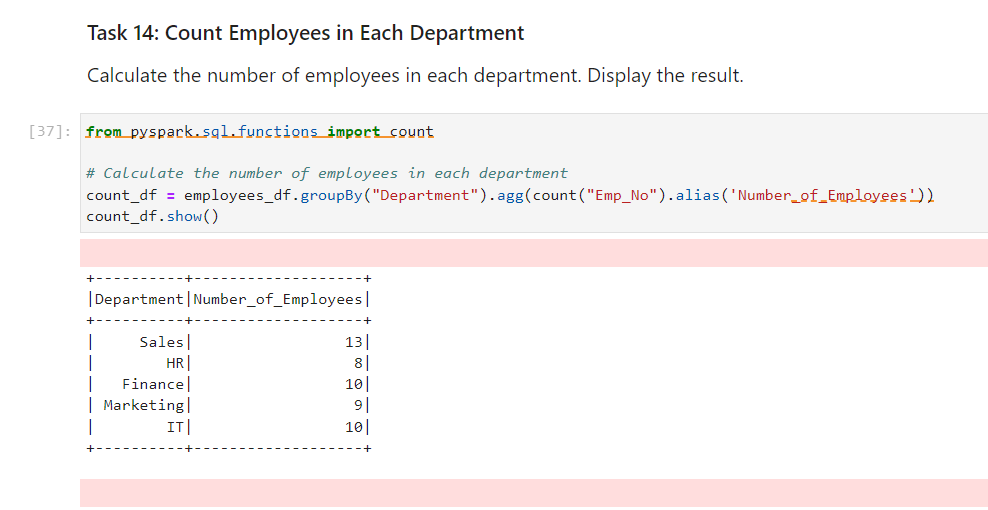 Task 14: Count Employees in Each Department
Calculate the number of employees in each department. Display the result.
[37]: from pyspark.sql.functions import count
# Calculate the number of employees in each department
count_df = employees_df.groupBy("Department").agg(count("Emp_No").alias('Number_of_Employees'))
count_df.show()
+----------+-------------------+
|Department|Number_of_Employees|
+----------+-------------------+
|     Sales|                 13|
|        HR|                  8|
|   Finance|                 10|
| Marketing|                  9|
|        IT|                 10|
+----------+-------------------+